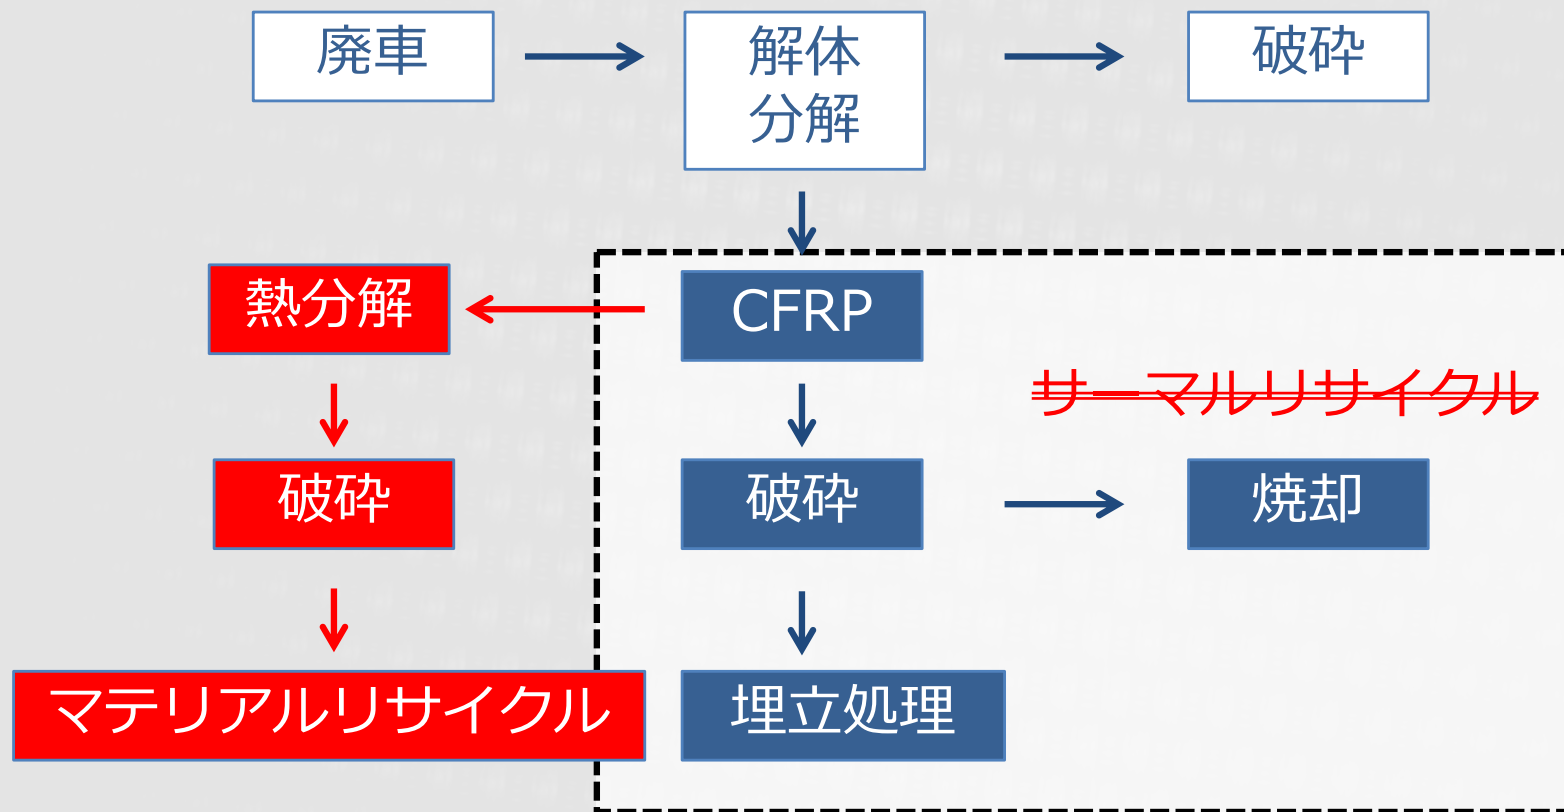 廃車
解体
分解
破砕
熱分解
CFRP
サーマルリサイクル
破砕
破砕
焼却
マテリアルリサイクル
埋立処理